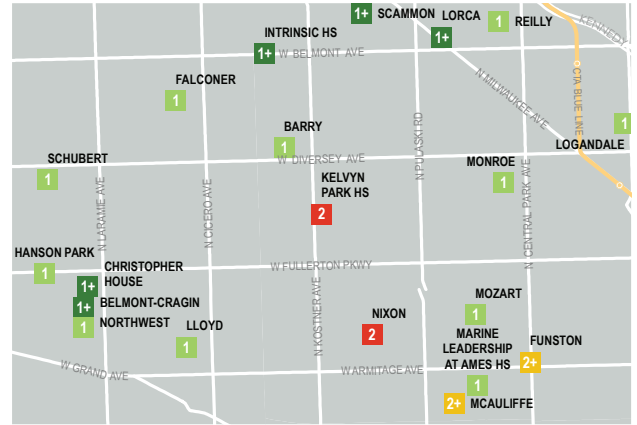 SCAMMON
LORCA
1+
REILLY
1
INTRINSIC HS
1+
1+
KENNEDY
W BELMONT AVE
FALCONER
1
N MILWAUKEE AVE
CTA BLUE LINE
BARRY
1
N PULASKI RD
1
LOGANDALE
SCHUBERT
1
W DIVERSEY AVE
MONROE
1
KELVYN
PARK HS
2
N LARAMIE AVE
N CICERO AVE
N CENTRAL PARK AVE
HANSON PARK
1
W FULLERTON PKWY
CHRISTOPHER
HOUSE
1+
BELMONT-CRAGIN
1+
NORTHWEST
1
LLOYD
1
N KOSTNER AVE
NIXON
2
MOZART
1
MARINE
LEADERSHIP
AT AMES HS
1
FUNSTON
2+
W GRAND AVE
W ARMITAGE AVE
2+
MCAULIFFE